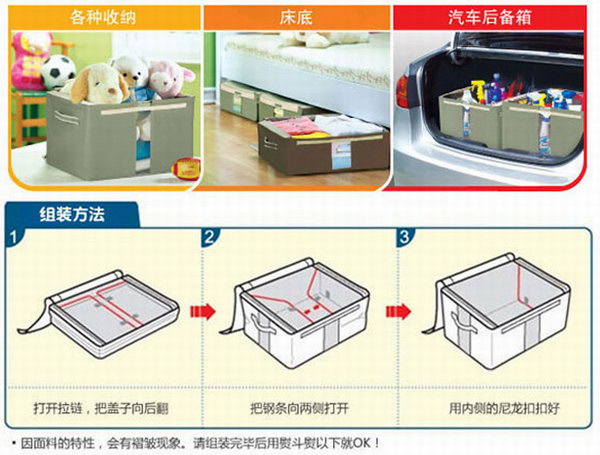 各种收纳
床底
汽车后备箱
组装方法
1
2
3
打开拉链，把盖子向后翻
把钢条向两侧打开
用内侧的尼龙扣扣好
・因面料的特性，会有褶皱现象。请组装完毕后用熨斗熨以下就OK！